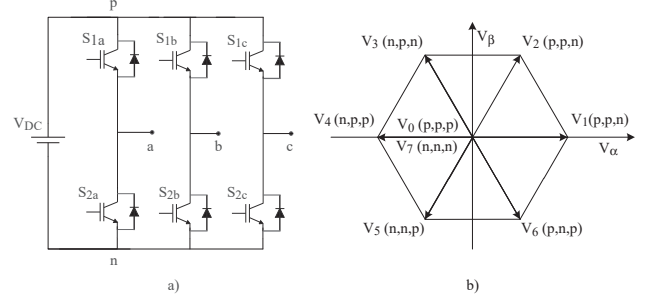 p
S1a
S1b
S1c
VDC
a
b
c
S2a
S2b
S2c
n
a)
V3 (n,p,n)
Vβ
V2 (p,p,n)
V4 (n,p,p)
V0 (p,p,p)
V1(p,p,n)
V7 (n,n,n)
Vα
V5 (n,n,p)
V6 (p,n,p)
b)